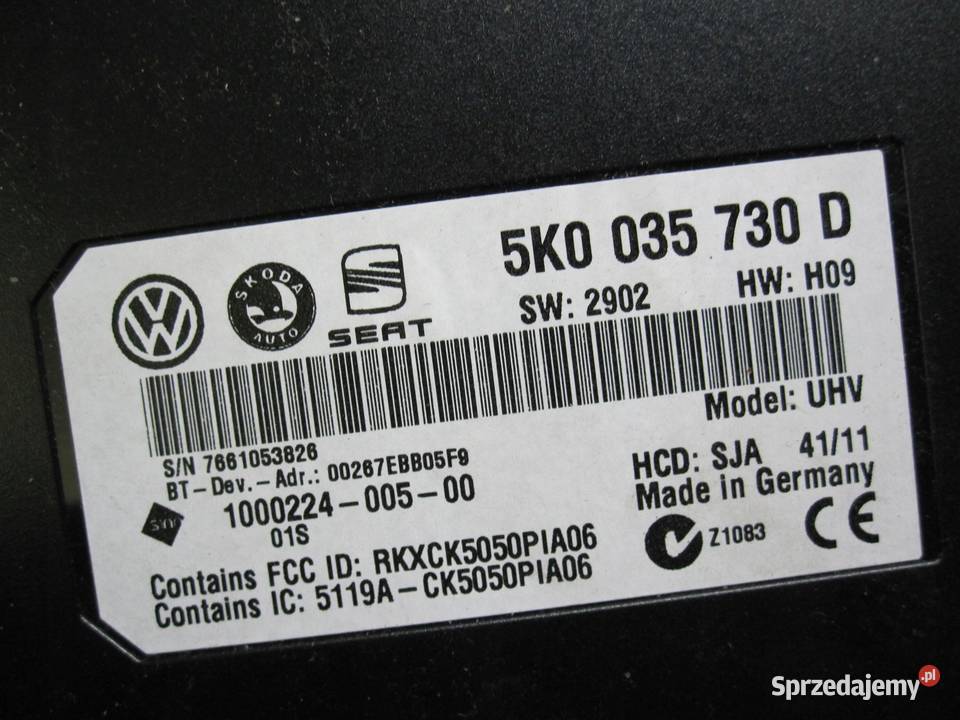 5K0 035 730 D
SKODA AUTO
SEAT
SW: 2902 HW: H09
Model: UHV
S/N 7661053826
BT-Dev.-Adr.: 00267EBB05F9
HCD: SJA 41/11
1000224-005-00
Made in Germany
01S
Z1083
CE
Contains FCC ID: RKXCK5050PIA06
Contains IC: 5119A-CK5050PIA06
Sprzedajemy.pl